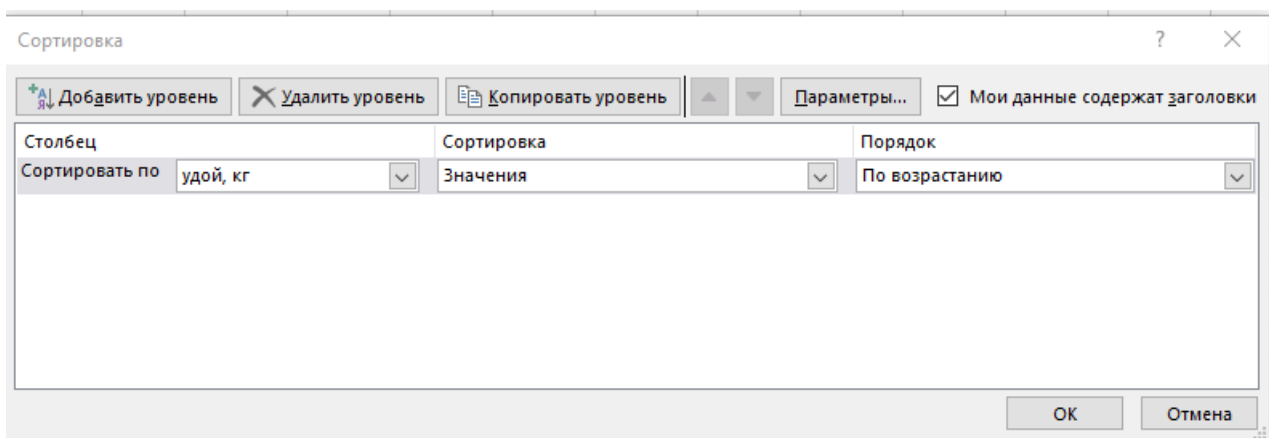 Сортировка ?
Добавить уровень Удалить уровень Копировать уровень Параметры... Мои данные содержат заголовки
Столбец Сортировка Порядок
Сортировать по удой, кг Значения По возрастанию
ОК Отмена